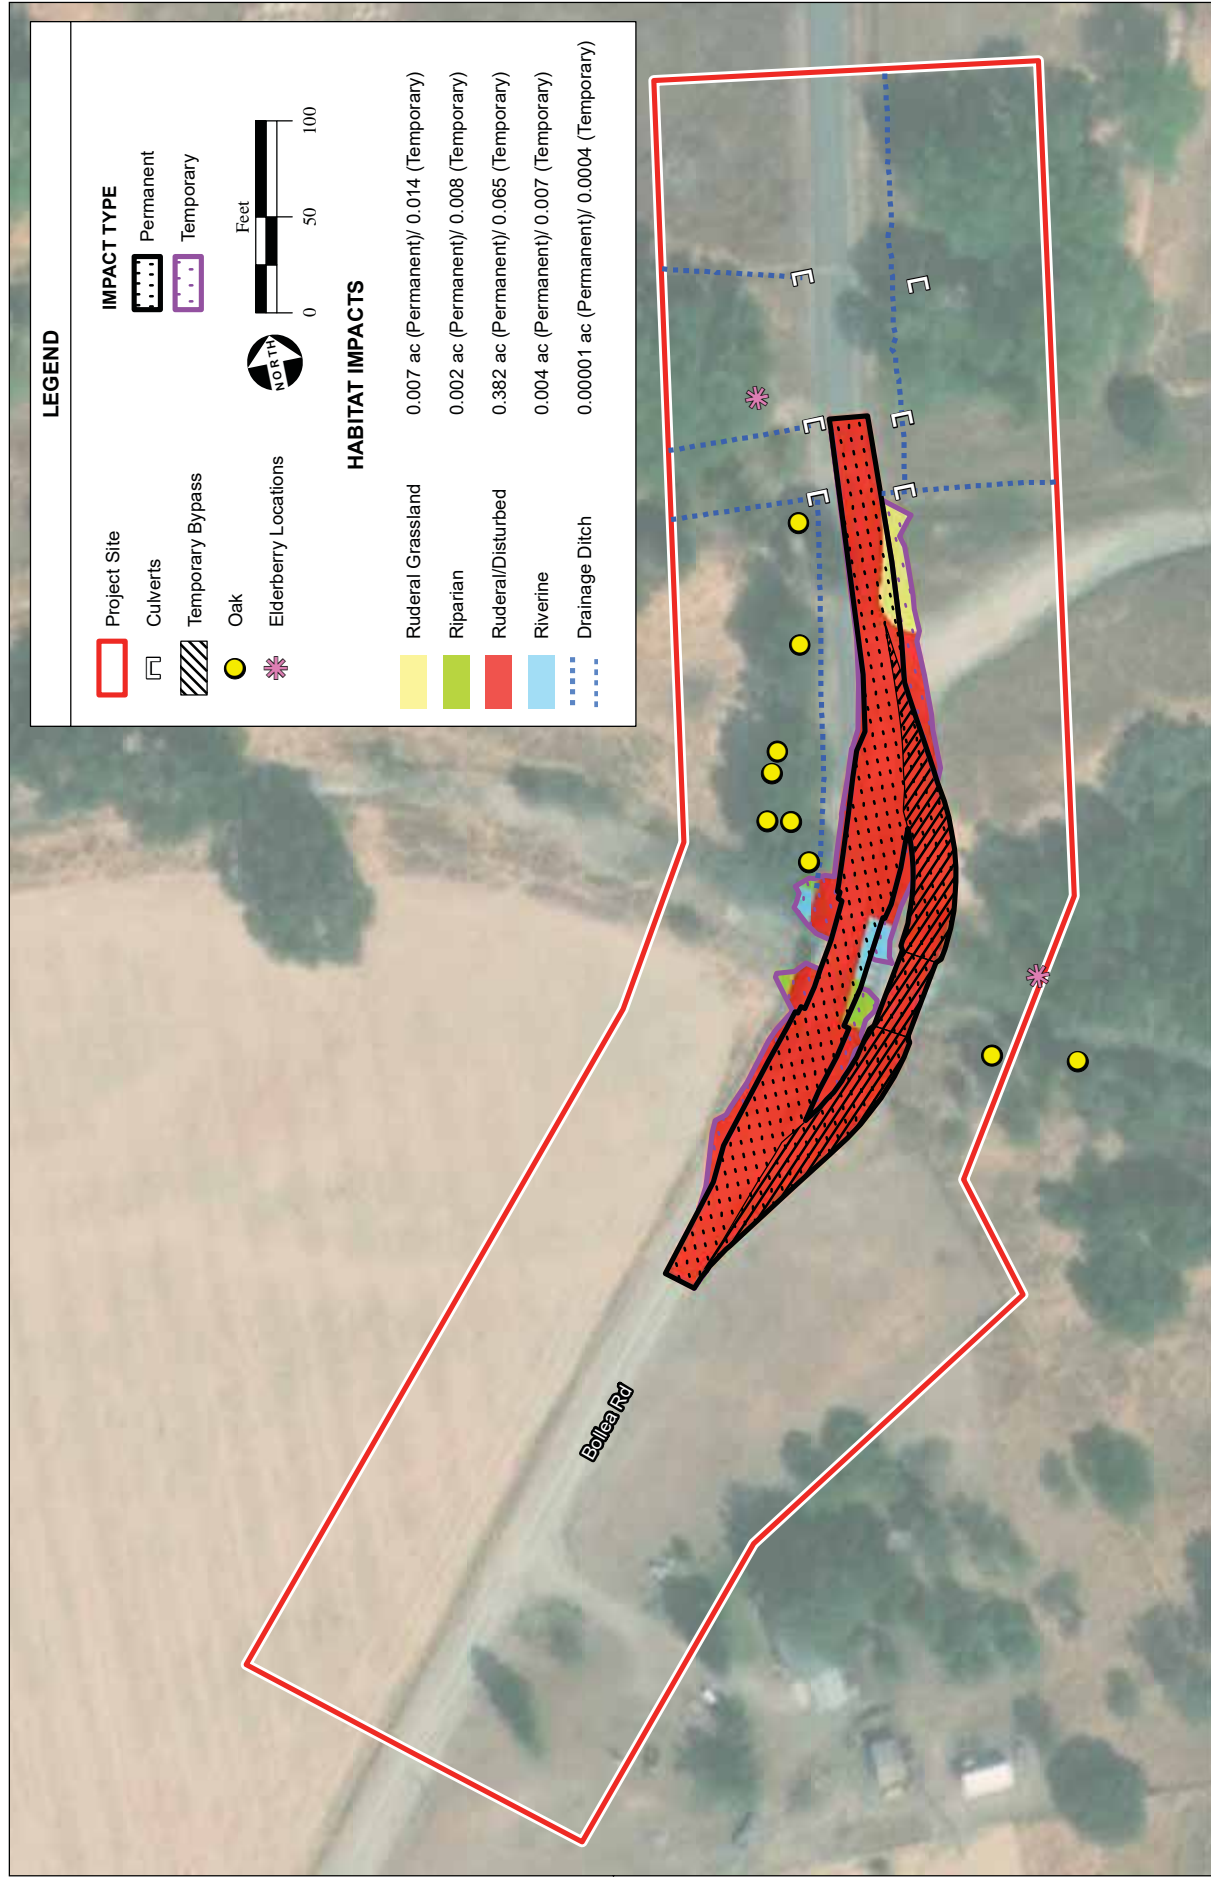 LEGEND
Project Site
Culverts
Temporary Bypass
Oak
Elderberry Locations
IMPACT TYPE
Permanent
Temporary
NORTH
Feet
0 50 100
HABITAT IMPACTS
Ruderal Grassland 0.007 ac (Permanent)/ 0.014 (Temporary)
Riparian 0.002 ac (Permanent)/ 0.008 (Temporary)
Ruderal/Disturbed 0.382 ac (Permanent)/ 0.065 (Temporary)
Riverine 0.004 ac (Permanent)/ 0.007 (Temporary)
Drainage Ditch 0.00001 ac (Permanent)/ 0.0004 (Temporary)
Bollea Rd